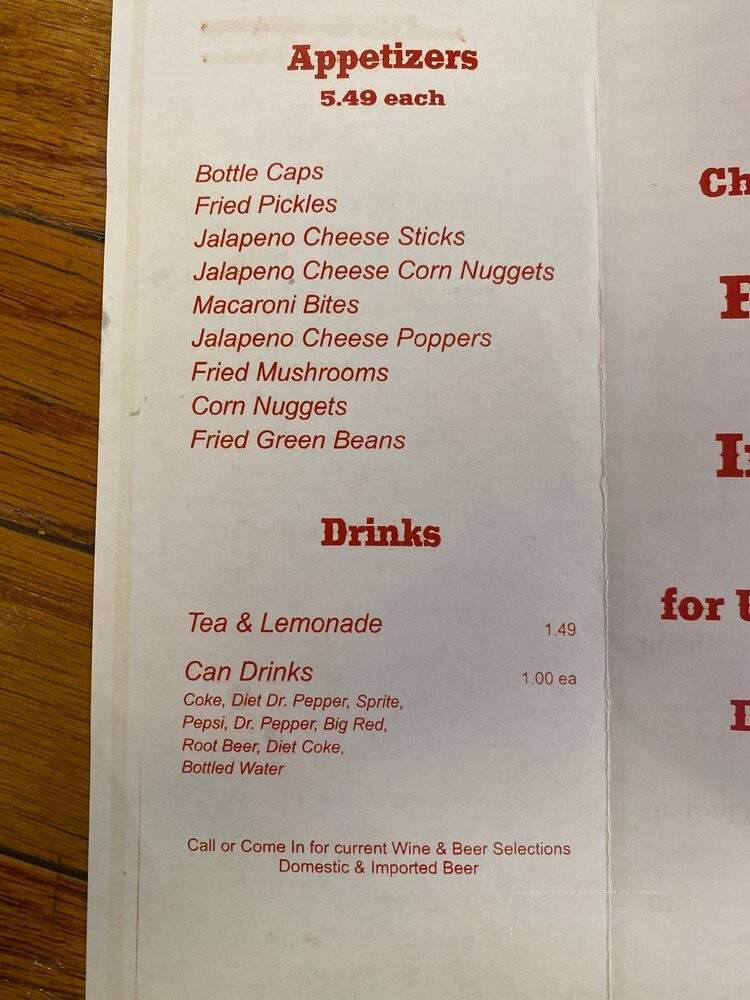 Appetizers
5.49 each
Bottle Caps
Fried Pickles
Jalapeno Cheese Sticks
Jalapeno Cheese Corn Nuggets
Macaroni Bites
Jalapeno Cheese Poppers
Fried Mushrooms
Corn Nuggets
Fried Green Beans
Drinks
Tea & Lemonade 1.49
Can Drinks 1.00 ea
Coke, Diet Dr. Pepper, Sprite,
Pepsi, Dr. Pepper, Big Red,
Root Beer, Diet Coke,
Bottled Water
Call or Come In for current Wine & Beer Selections
Domestic & Imported Beer
for